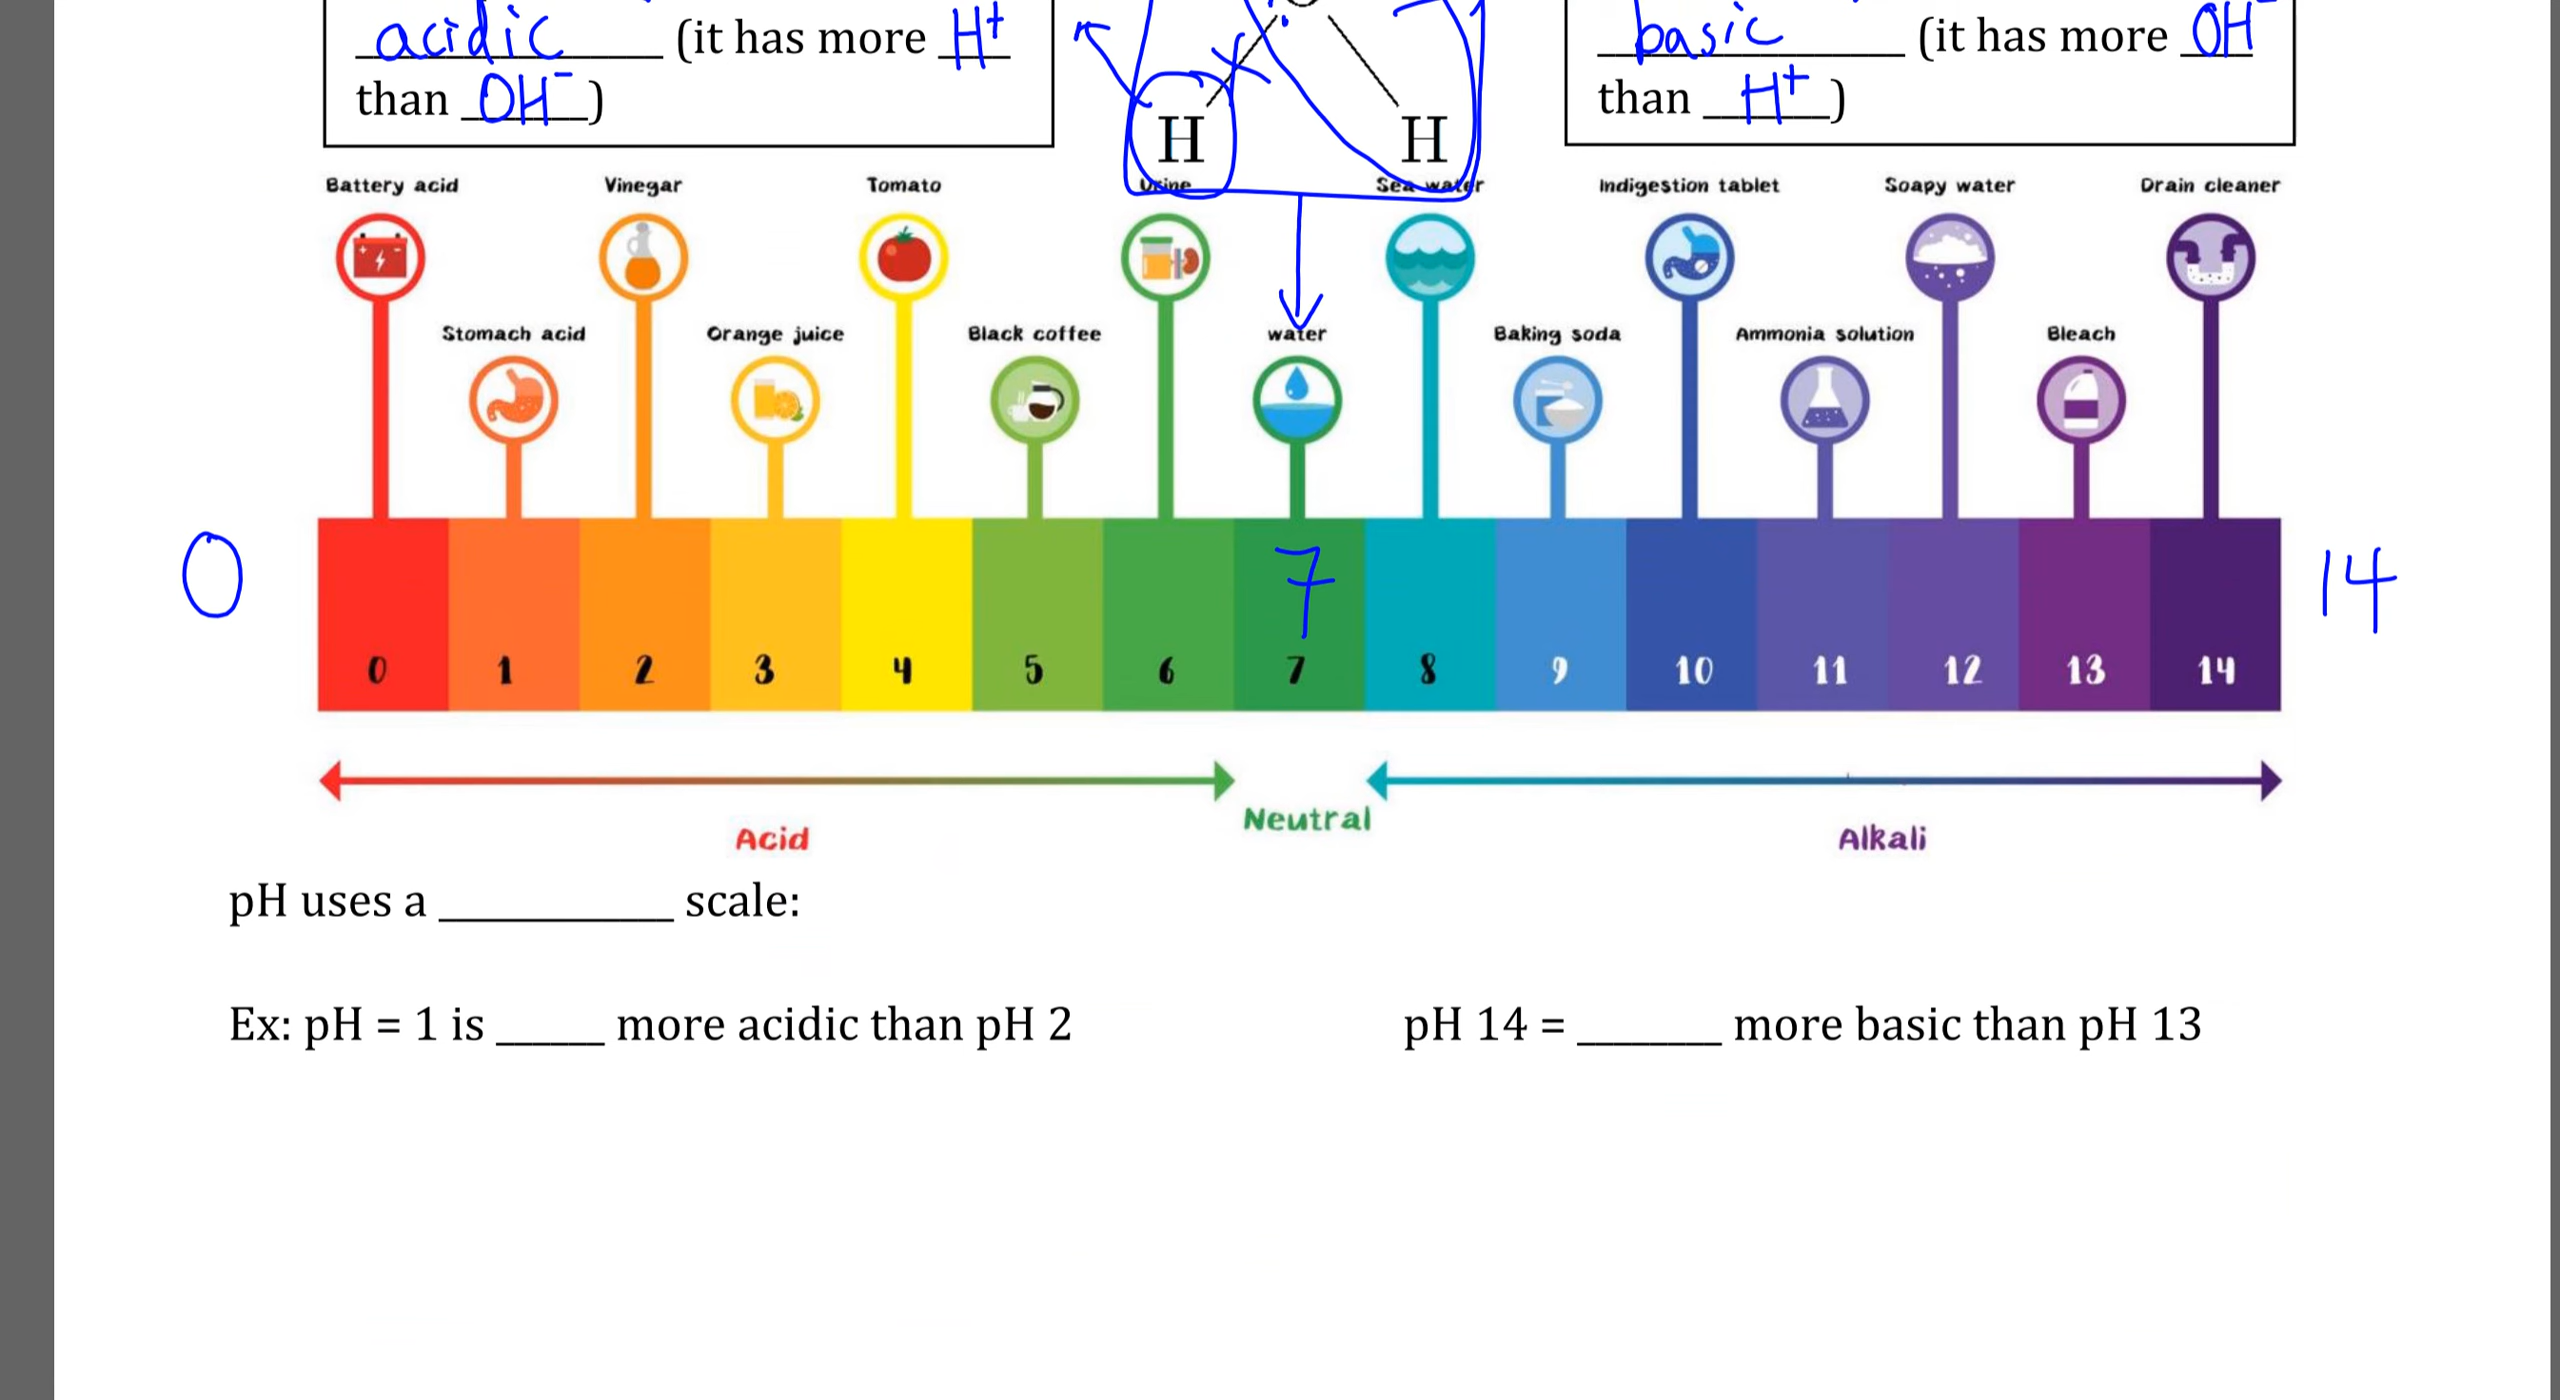 acidic (it has more H⁺
than OH⁻)
basic (it has more OH⁻
than H⁺)
H H
Battery acid Vinegar Tomato Urine Sea water Indigestion tablet Soapy water Drain cleaner
Stomach acid Orange juice Black coffee water Baking soda Ammonia solution Bleach
0 7 14
0 1 2 3 4 5 6 7 8 9 10 11 12 13 14
Acid Neutral Alkali
pH uses a __________ scale:
Ex: pH = 1 is _____ more acidic than pH 2
pH 14 = ______ more basic than pH 13